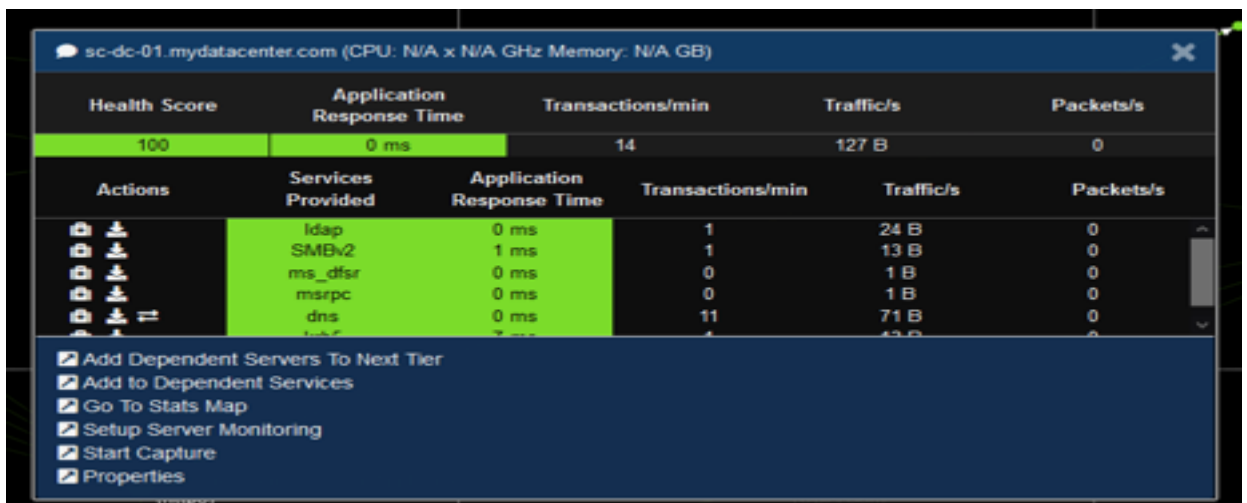 sc-dc-01.mydatacenter.com (CPU: N/A x N/A GHz Memory: N/A GB)
Health Score Application Response Time Transactions/min Traffic/s Packets/s
100 0 ms 14 127 B 0
Actions Services Provided Application Response Time Transactions/min Traffic/s Packets/s
ldap 0 ms 1 24 B 0
SMBv2 1 ms 1 13 B 0
ms_dfsr 0 ms 0 1 B 0
msrpc 0 ms 0 1 B 0
dns 0 ms 11 71 B 0
Add Dependent Servers To Next Tier
Add to Dependent Services
Go To Stats Map
Setup Server Monitoring
Start Capture
Properties